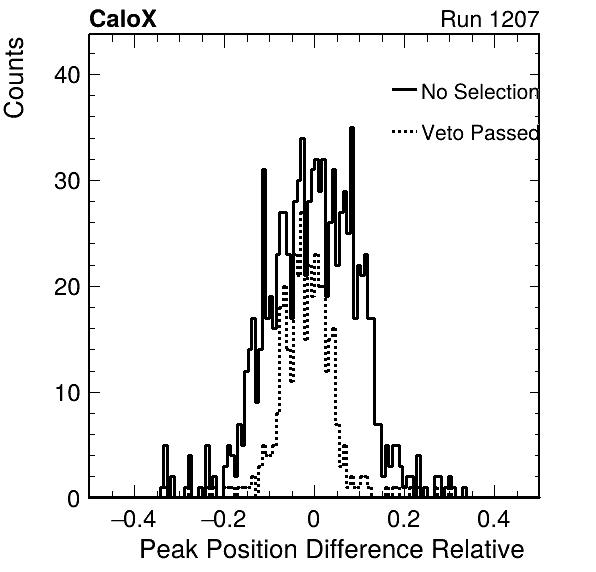 CaloX Run 1207
Counts
40
30
20
10
0
No Selection
Veto Passed
−0.4 −0.2 0 0.2 0.4
Peak Position Difference Relative